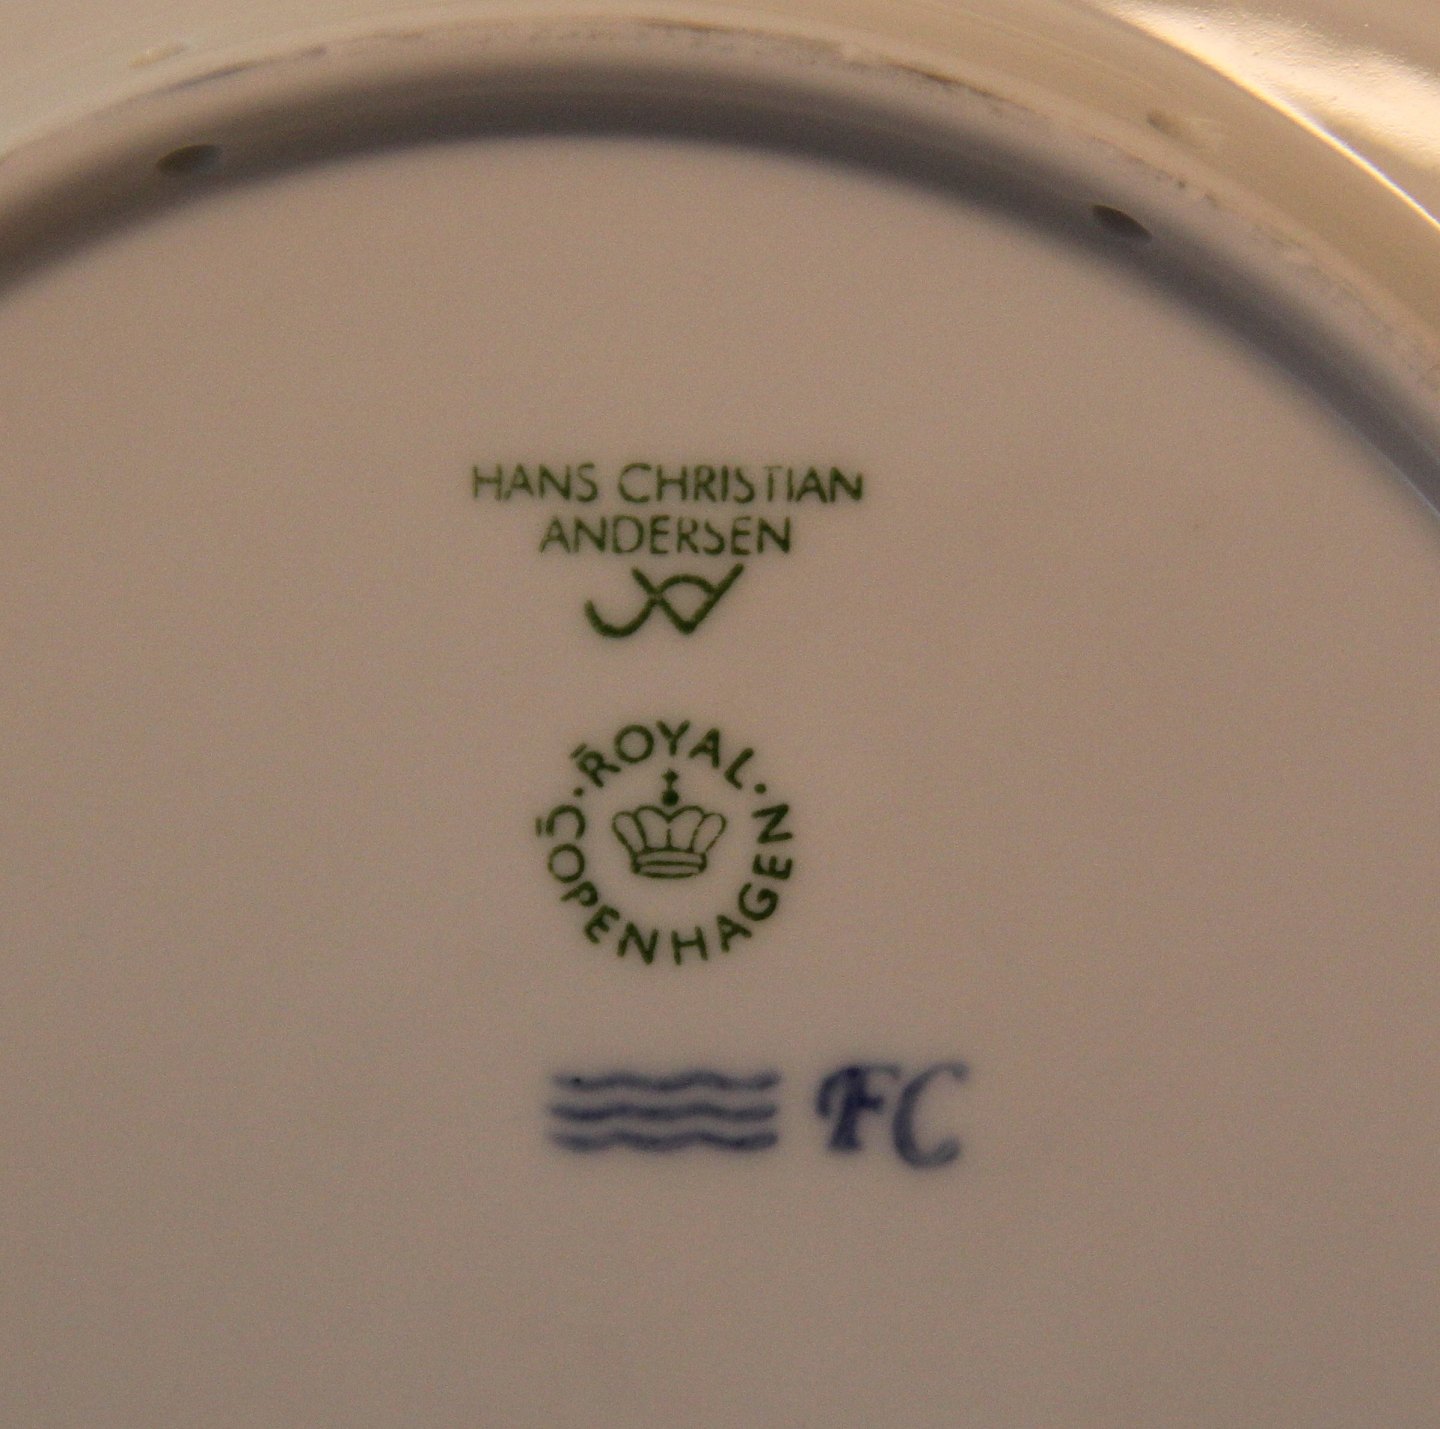 HANS CHRISTIAN
ANDERSEN
ROYAL
COPENHAGEN
FC